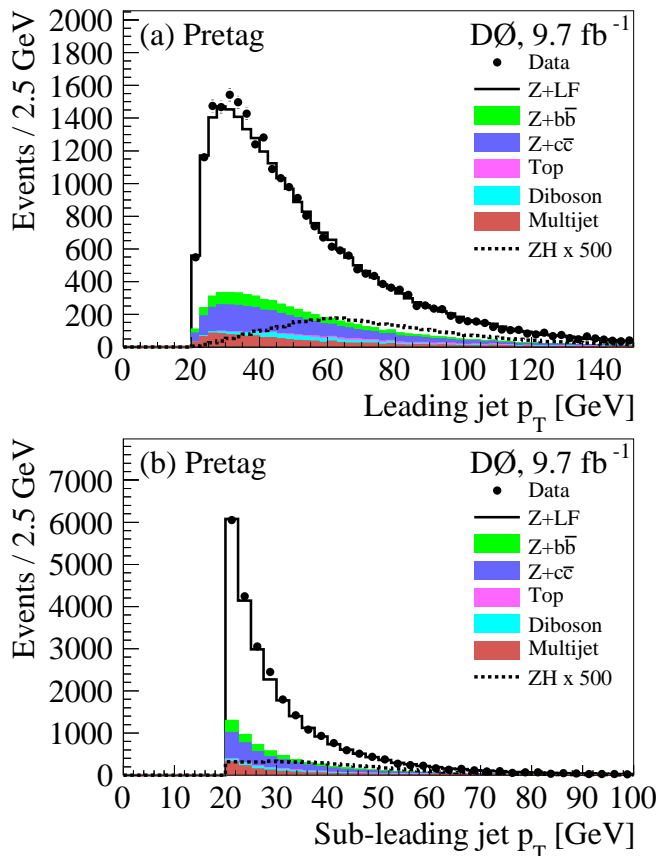 (a) Pretag
DØ, 9.7 fb⁻¹
Data
Z+LF
Z+bb̅
Z+cc̅
Top
Diboson
Multijet
ZH x 500
Events / 2.5 GeV
2000
1800
1600
1400
1200
1000
800
600
400
200
0
0 20 40 60 80 100 120 140
Leading jet p_T [GeV]
(b) Pretag
DØ, 9.7 fb⁻¹
Data
Z+LF
Z+bb̅
Z+cc̅
Top
Diboson
Multijet
ZH x 500
Events / 2.5 GeV
7000
6000
5000
4000
3000
2000
1000
0
0 10 20 30 40 50 60 70 80 90 100
Sub-leading jet p_T [GeV]